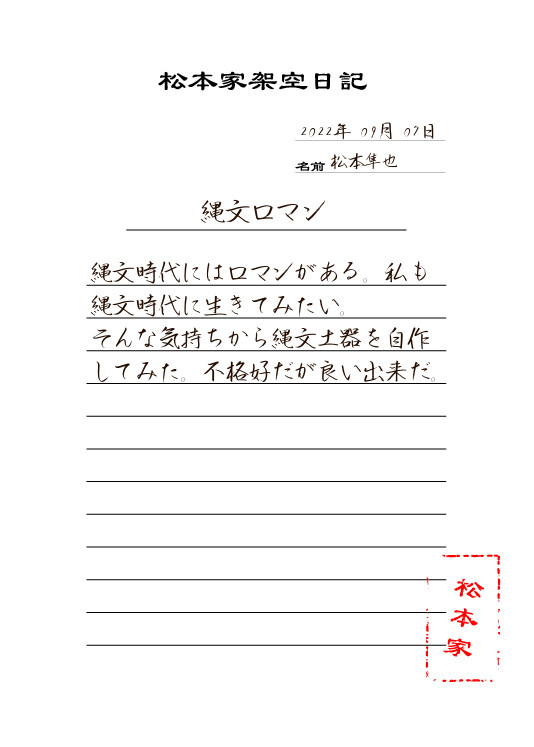 松本家架空日記
2022年 09月 07日
名前 松本隼也
縄文ロマン
縄文時代にはロマンがある。私も
縄文時代に生きてみたい。
そんな気持ちから縄文土器を自作
してみた。不格好だが良い出来だ。
松本家